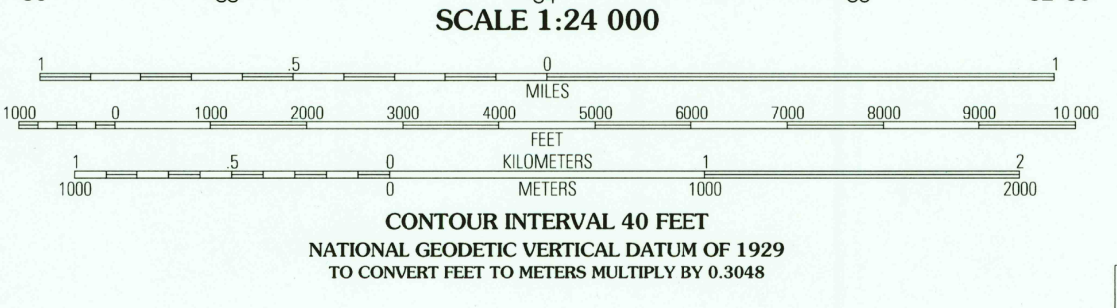 SCALE 1:24 000
1 .5 0 1
MILES
1000 0 1000 2000 3000 4000 5000 6000 7000 8000 9000 10 000
FEET
1 .5 0 KILOMETERS 1 2
1000 0 METERS 1000 2000
CONTOUR INTERVAL 40 FEET
NATIONAL GEODETIC VERTICAL DATUM OF 1929
TO CONVERT FEET TO METERS MULTIPLY BY 0.3048